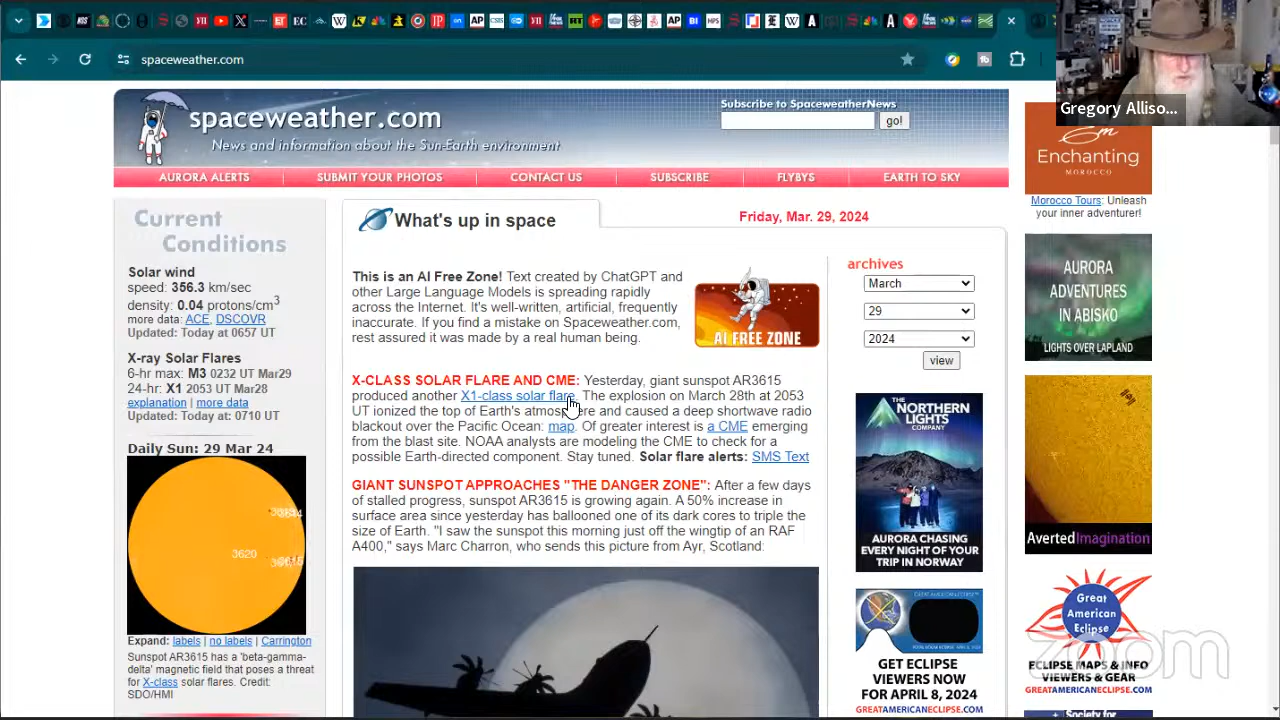 spaceweather.com
Gregory Alliso...
spaceweather.com
News and information about the Sun-Earth environment
Subscribe to SpaceweatherNews
go!
AURORA ALERTS
SUBMIT YOUR PHOTOS
CONTACT US
SUBSCRIBE
FLYBYS
EARTH TO SKY
Current
Conditions
Solar wind
speed: 356.3 km/sec
density: 0.04 protons/cm3
more data: ACE, DSCOVR
Updated: Today at 0657 UT
X-ray Solar Flares
6-hr max: M3 0232 UT Mar29
24-hr: X1 2053 UT Mar28
explanation | more data
Updated: Today at: 0710 UT
Daily Sun: 29 Mar 24
3614
3620
Expand: labels | no labels | Carrington
Sunspot AR3615 has a 'beta-gamma-
delta' magnetic field that poses a threat
for X-class solar flares. Credit:
SDO/HMI
What's up in space
Friday, Mar. 29, 2024
This is an AI Free Zone! Text created by ChatGPT and
other Large Language Models is spreading rapidly
across the Internet. It's well-written, artificial, frequently
inaccurate. If you find a mistake on Spaceweather.com,
rest assured it was made by a real human being.
AI FREE ZONE
X-CLASS SOLAR FLARE AND CME: Yesterday, giant sunspot AR3615
produced another X1-class solar flare. The explosion on March 28th at 2053
UT ionized the top of Earth's atmosphere and caused a deep shortwave radio
blackout over the Pacific Ocean: map. Of greater interest is a CME emerging
from the blast site. NOAA analysts are modeling the CME to check for a
possible Earth-directed component. Stay tuned. Solar flare alerts: SMS Text
GIANT SUNSPOT APPROACHES "THE DANGER ZONE": After a few days
of stalled progress, sunspot AR3615 is growing again. A 50% increase in
surface area since yesterday has ballooned one of its dark cores to triple the
size of Earth. "I saw the sunspot this morning just off the wingtip of an RAF
A400," says Marc Charron, who sends this picture from Ayr, Scotland:
archives
March
29
2024
view
THE
NORTHERN
LIGHTS
COMPANY
AURORA CHASING
EVERY NIGHT OF YOUR
TRIP IN NORWAY
GET ECLIPSE
VIEWERS NOW
FOR APRIL 8, 2024
GREATAMERICANECLIPSE.COM
Em
Enchanting
MOROCCO
Morocco Tours: Unleash
your inner adventurer!
AURORA
ADVENTURES
IN ABISKO
LIGHTS OVER LAPLAND
AvertedImagination
Great
American
Eclipse
zoom
ECLIPSE MAPS & INFO
VIEWERS & GEAR
GREATAMERICANECLIPSE.COM
Society for